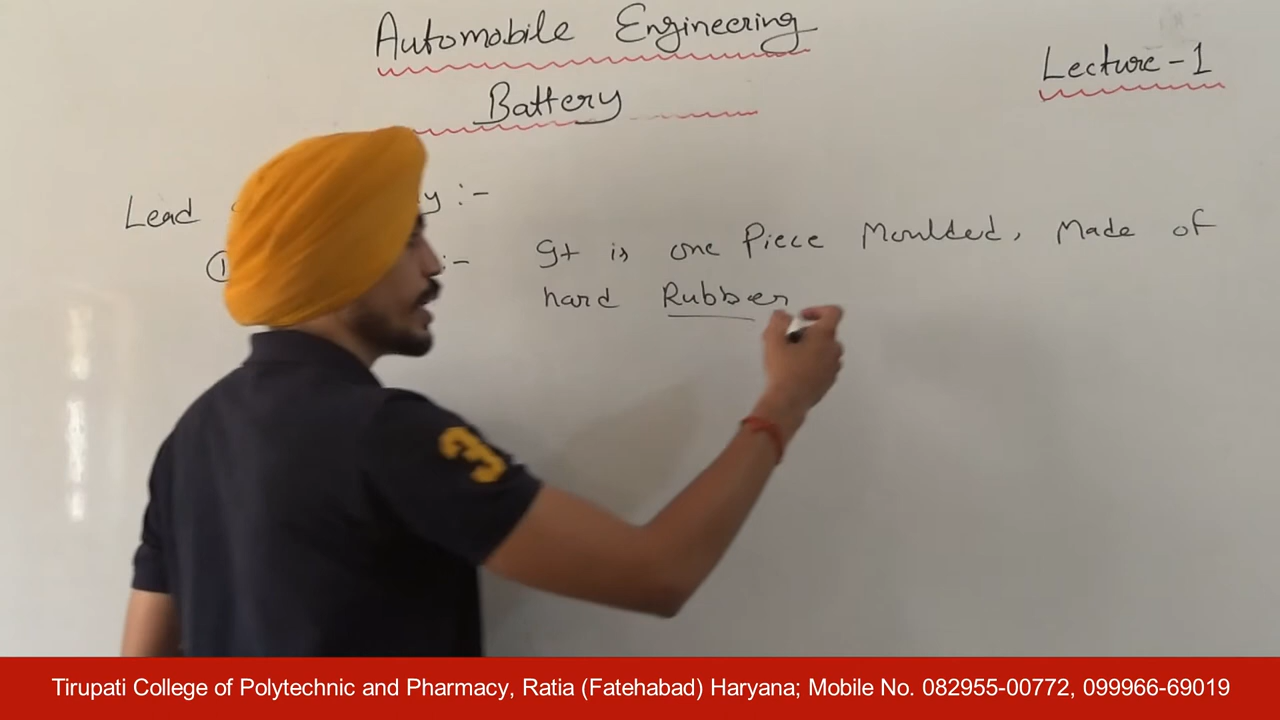 Automobile Engineering
Battery
Lecture-1
Lead y :-
① :- It is one Piece Moulded, Made of
hard Rubber
3
Tirupati College of Polytechnic and Pharmacy, Ratia (Fatehabad) Haryana; Mobile No. 082955-00772, 099966-69019